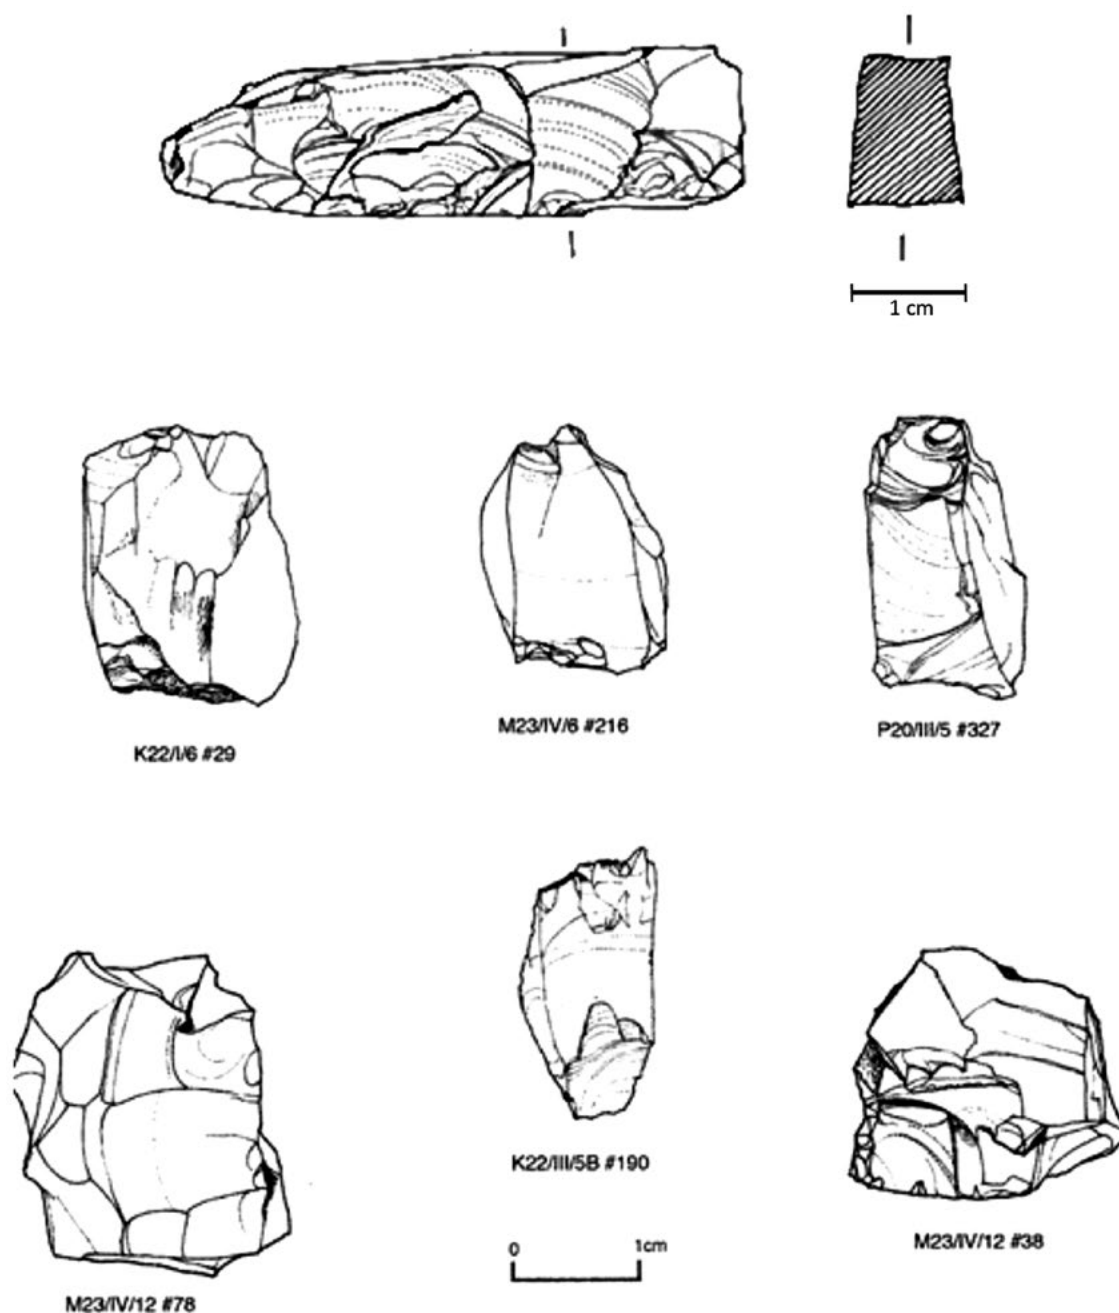 1 cm
K22/I/6 #29
M23/IV/6 #216
P20/III/5 #327
K22/III/5B #190
0 1cm
M23/IV/12 #38
M23/IV/12 #78